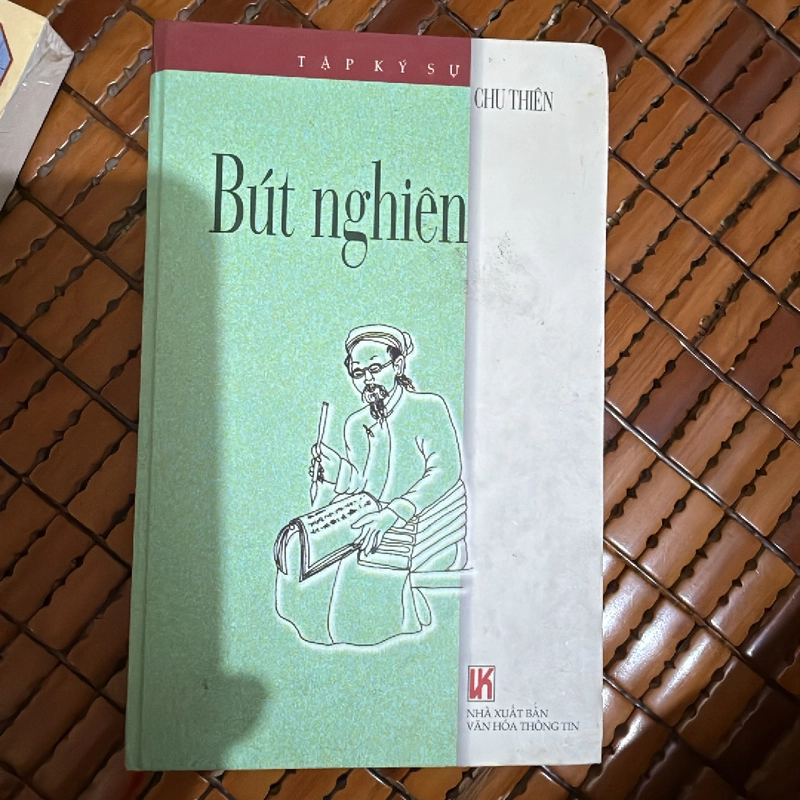 TẬP KÝ SỰ
CHU THIÊN
Bút nghiên
NHÀ XUẤT BẢN
VĂN HÓA THÔNG TIN